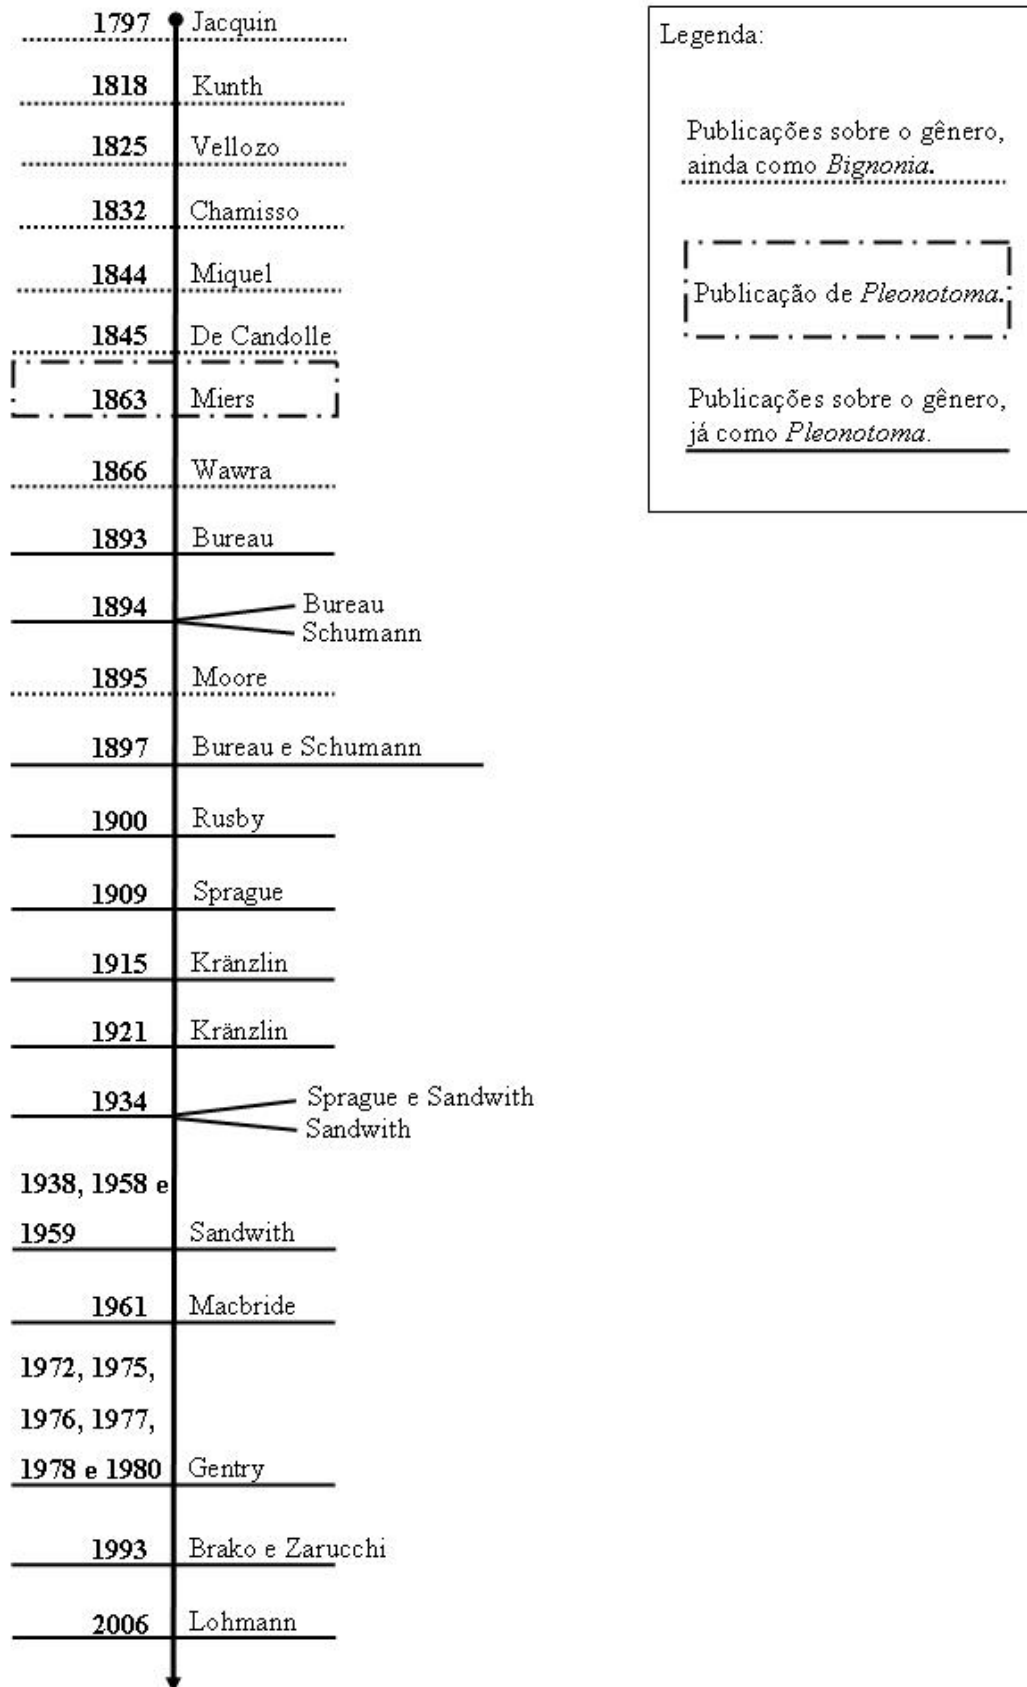 1797 Jacquin
1818 Kunth
1825 Vellozo
1832 Chamisso
1844 Miquel
1845 De Candolle
1863 Miers
1866 Wawra
1893 Bureau
1894 Bureau
Schumann
1895 Moore
1897 Bureau e Schumann
1900 Rusby
1909 Sprague
1915 Kränzlin
1921 Kränzlin
1934 Sprague e Sandwith
Sandwith
1938, 1958 e
1959 Sandwith
1961 Macbride
1972, 1975,
1976, 1977,
1978 e 1980 Gentry
1993 Brako e Zarucchi
2006 Lohmann
Legenda:
Publicações sobre o gênero,
ainda como Bignonia.
Publicação de Pleonotoma.
Publicações sobre o gênero,
já como Pleonotoma.